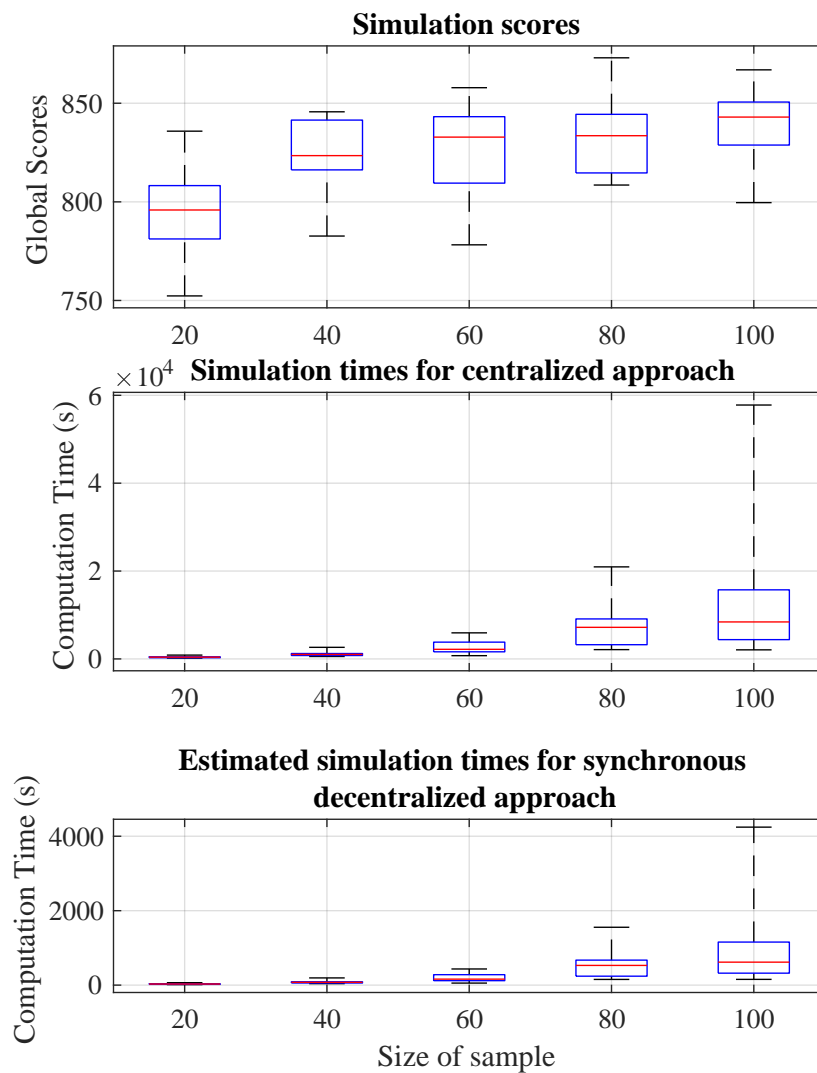 Simulation scores
Global Scores
850
800
750
20 40 60 80 100
×10^4
Simulation times for centralized approach
Computation Time (s)
6
4
2
0
20 40 60 80 100
Estimated simulation times for synchronous
decentralized approach
Computation Time (s)
4000
2000
0
20 40 60 80 100
Size of sample